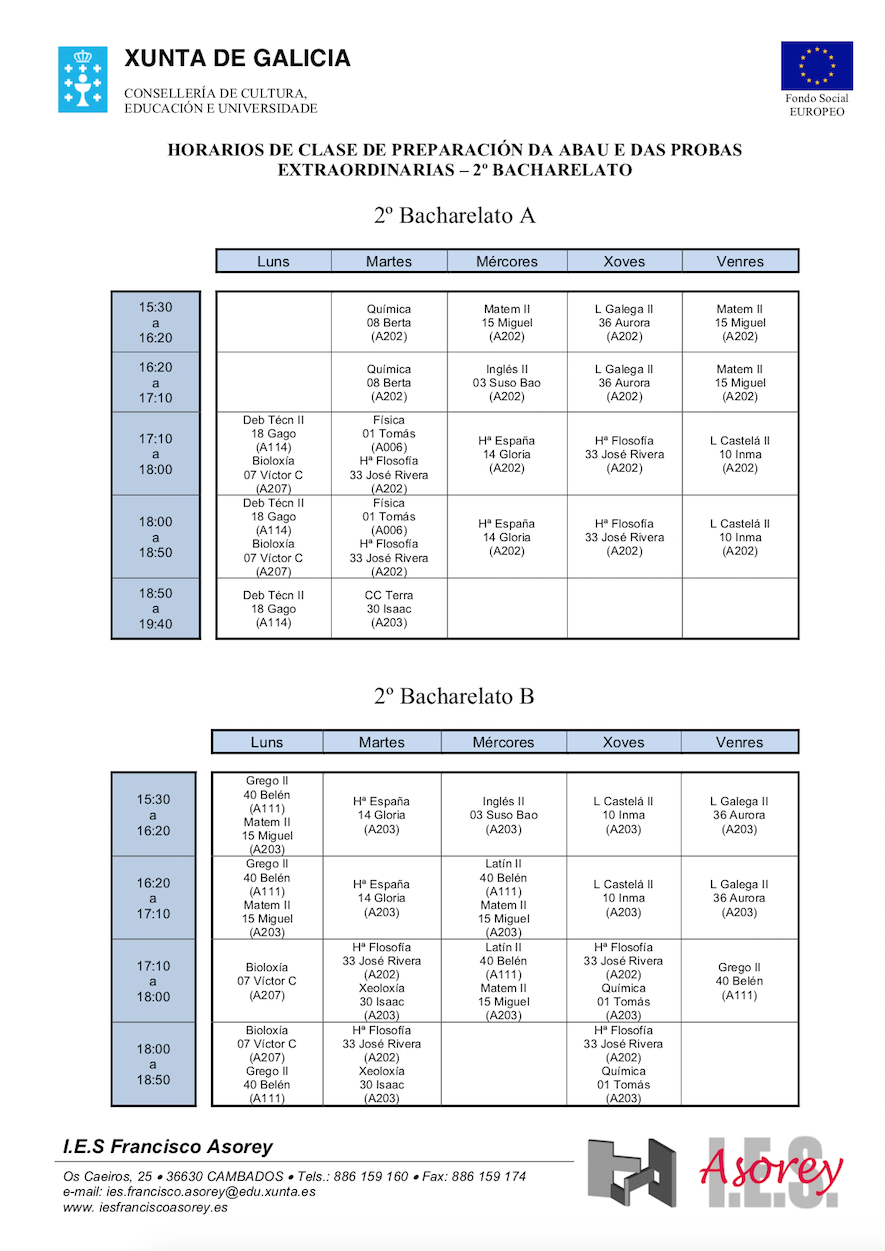 XUNTA DE GALICIA
CONSELLERÍA DE CULTURA,
EDUCACIÓN E UNIVERSIDADE
Fondo Social
EUROPEO
HORARIOS DE CLASE DE PREPARACIÓN DA ABAU E DAS PROBAS
EXTRAORDINARIAS – 2º BACHARELATO
2º Bacharelato A
Luns Martes Mércores Xoves Venres
15:30
a
16:20
Química
08 Berta
(A202)
Matem II
15 Miguel
(A202)
L Galega II
36 Aurora
(A202)
Matem II
15 Miguel
(A202)
16:20
a
17:10
Química
08 Berta
(A202)
Inglés II
03 Suso Bao
(A202)
L Galega II
36 Aurora
(A202)
Matem II
15 Miguel
(A202)
17:10
a
18:00
Deb Técn II
18 Gago
(A114)
Bioloxía
07 Víctor C
(A207)
Física
01 Tomás
(A006)
Hª Flosofía
33 José Rivera
(A202)
Hª España
14 Gloria
(A202)
Hª Flosofía
33 José Rivera
(A202)
L Castelá II
10 Inma
(A202)
18:00
a
18:50
Deb Técn II
18 Gago
(A114)
Bioloxía
07 Víctor C
(A207)
Física
01 Tomás
(A006)
Hª Flosofía
33 José Rivera
(A202)
Hª España
14 Gloria
(A202)
Hª Flosofía
33 José Rivera
(A202)
L Castelá II
10 Inma
(A202)
18:50
a
19:40
Deb Técn II
18 Gago
(A114)
CC Terra
30 Isaac
(A203)
2º Bacharelato B
Luns Martes Mércores Xoves Venres
15:30
a
16:20
Grego II
40 Belén
(A111)
Matem II
15 Miguel
(A203)
Hª España
14 Gloria
(A203)
Inglés II
03 Suso Bao
(A203)
L Castelá II
10 Inma
(A203)
L Galega II
36 Aurora
(A203)
16:20
a
17:10
Grego II
40 Belén
(A111)
Matem II
15 Miguel
(A203)
Hª España
14 Gloria
(A203)
Latín II
40 Belén
(A111)
Matem II
15 Miguel
(A203)
L Castelá II
10 Inma
(A203)
L Galega II
36 Aurora
(A203)
17:10
a
18:00
Bioloxía
07 Víctor C
(A207)
Hª Flosofía
33 José Rivera
(A202)
Xeoloxía
30 Isaac
(A203)
Latín II
40 Belén
(A111)
Matem II
15 Miguel
(A203)
Hª Flosofía
33 José Rivera
(A202)
Química
01 Tomás
(A203)
Grego II
40 Belén
(A111)
18:00
a
18:50
Bioloxía
07 Víctor C
(A207)
Grego II
40 Belén
(A111)
Hª Flosofía
33 José Rivera
(A202)
Xeoloxía
30 Isaac
(A203)
Hª Flosofía
33 José Rivera
(A202)
Química
01 Tomás
(A203)
I.E.S Francisco Asorey
Os Caeiros, 25 • 36630 CAMBADOS • Tels.: 886 159 160 • Fax: 886 159 174
e-mail: ies.francisco.asorey@edu.xunta.es
www. iesfranciscoasorey.es
I.E.S.
Asorey